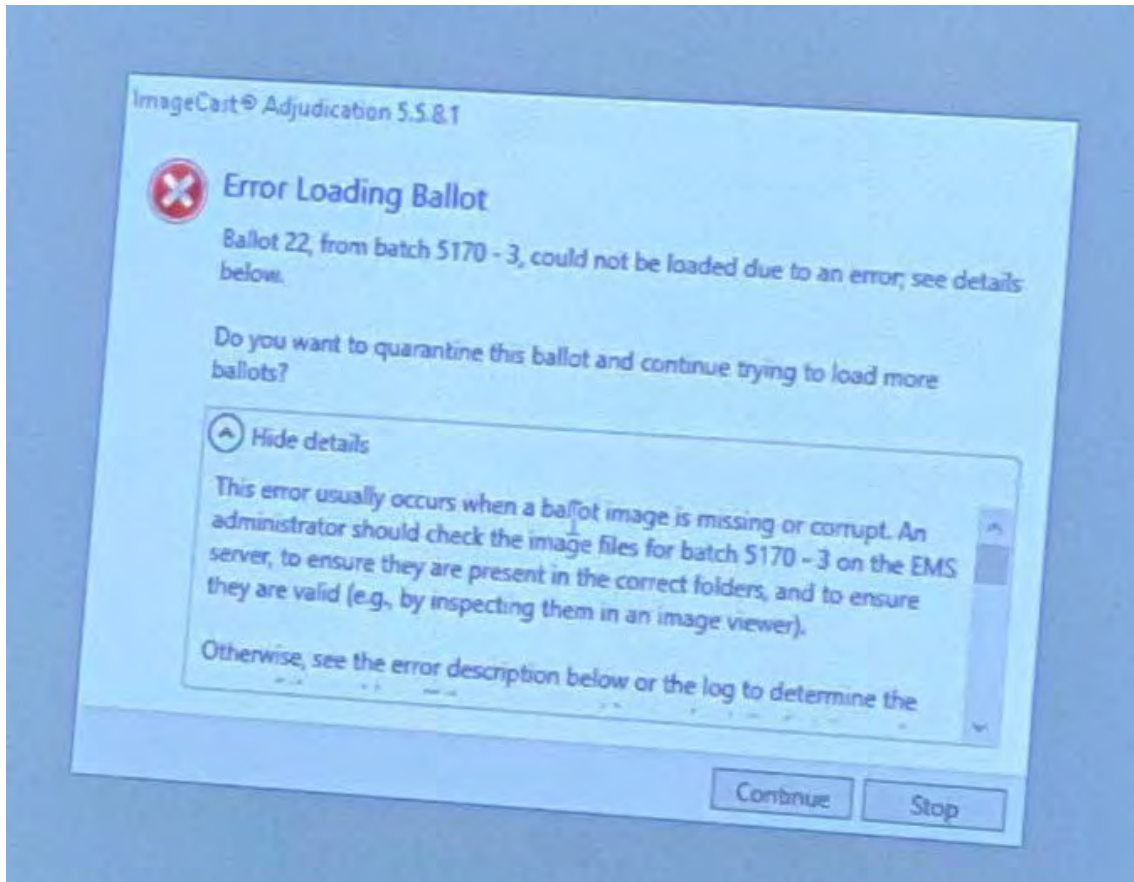 ImageCast® Adjudication 5.5.8.1
Error Loading Ballot
Ballot 22, from batch 5170 - 3, could not be loaded due to an error; see details
below.
Do you want to quarantine this ballot and continue trying to load more
ballots?
Hide details
This error usually occurs when a ballot image is missing or corrupt. An
administrator should check the image files for batch 5170 - 3 on the EMS
server, to ensure they are present in the correct folders, and to ensure
they are valid (e.g., by inspecting them in an image viewer).
Otherwise, see the error description below or the log to determine the
Continue
Stop